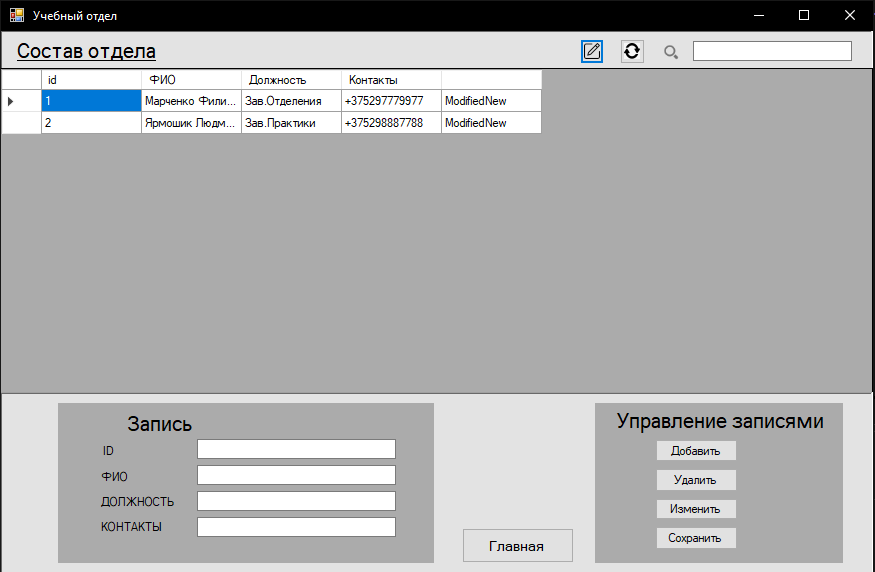 Учебный отдел
Состав отдела
id ФИО Должность Контакты
1 Марченко Фили... Зав.Отделения +375297779977 ModifiedNew
2 Ярмошик Людм... Зав.Практики +375298887788 ModifiedNew
Запись
ID
ФИО
ДОЛЖНОСТЬ
КОНТАКТЫ
Главная
Управление записями
Добавить
Удалить
Изменить
Сохранить